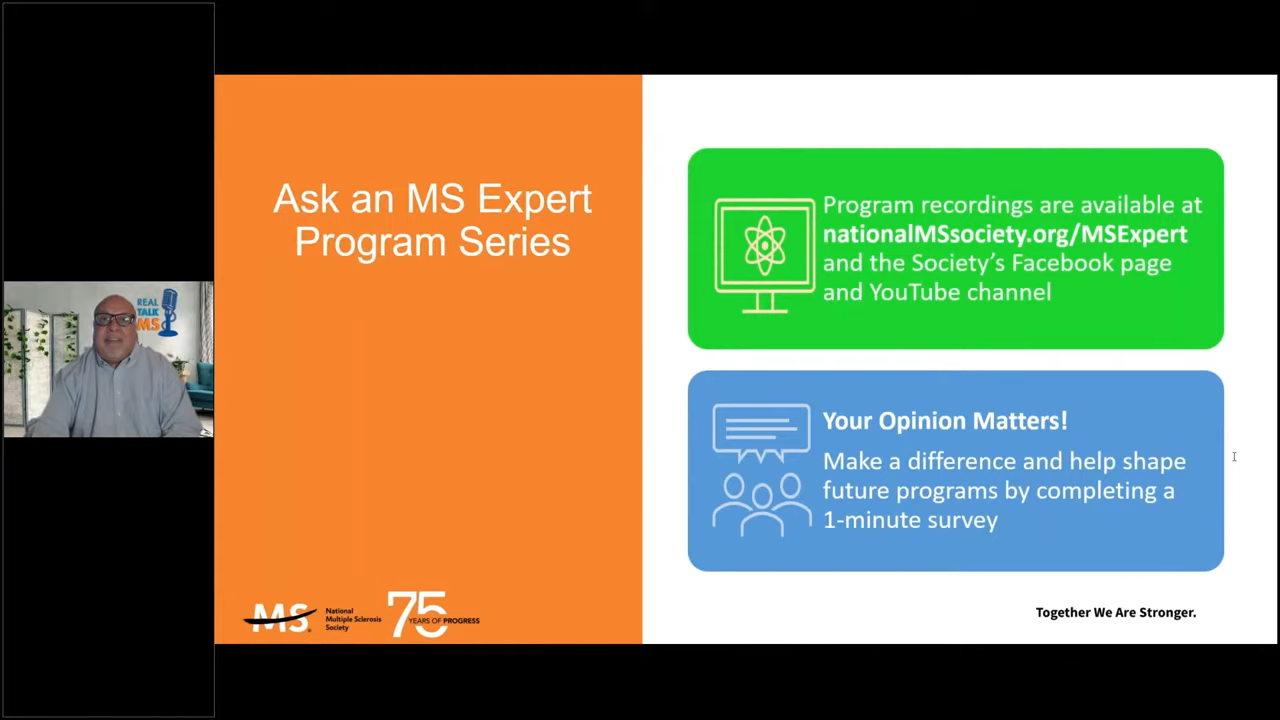 REAL
TALK
MS
Ask an MS Expert
Program Series
Program recordings are available at
nationalMSsociety.org/MSExpert
and the Society's Facebook page
and YouTube channel
Your Opinion Matters!
Make a difference and help shape
future programs by completing a
1-minute survey
MS
National
Multiple Sclerosis
Society
75
YEARS OF PROGRESS
Together We Are Stronger.